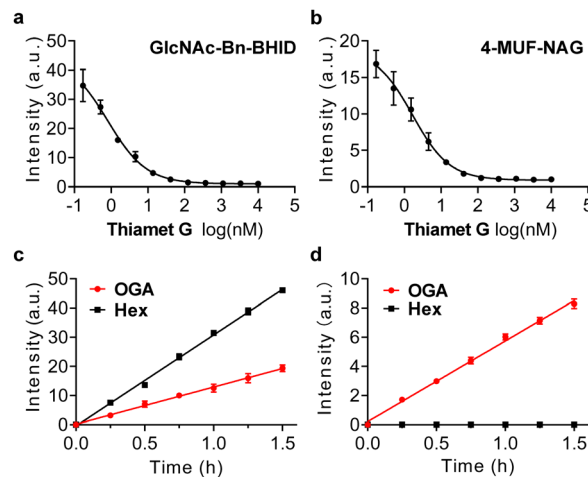 a
GlcNAc-Bn-BHID
Intensity (a.u.)
50
40
30
20
10
0
-1 0 1 2 3 4 5
Thiamet G log(nM)
b
4-MUF-NAG
Intensity (a.u.)
20
15
10
5
0
-1 0 1 2 3 4 5
Thiamet G log(nM)
c
OGA
Hex
Intensity (a.u.)
50
40
30
20
10
0
0.0 0.5 1.0 1.5
Time (h)
d
OGA
Hex
Intensity (a.u.)
10
8
6
4
2
0
0.0 0.5 1.0 1.5
Time (h)